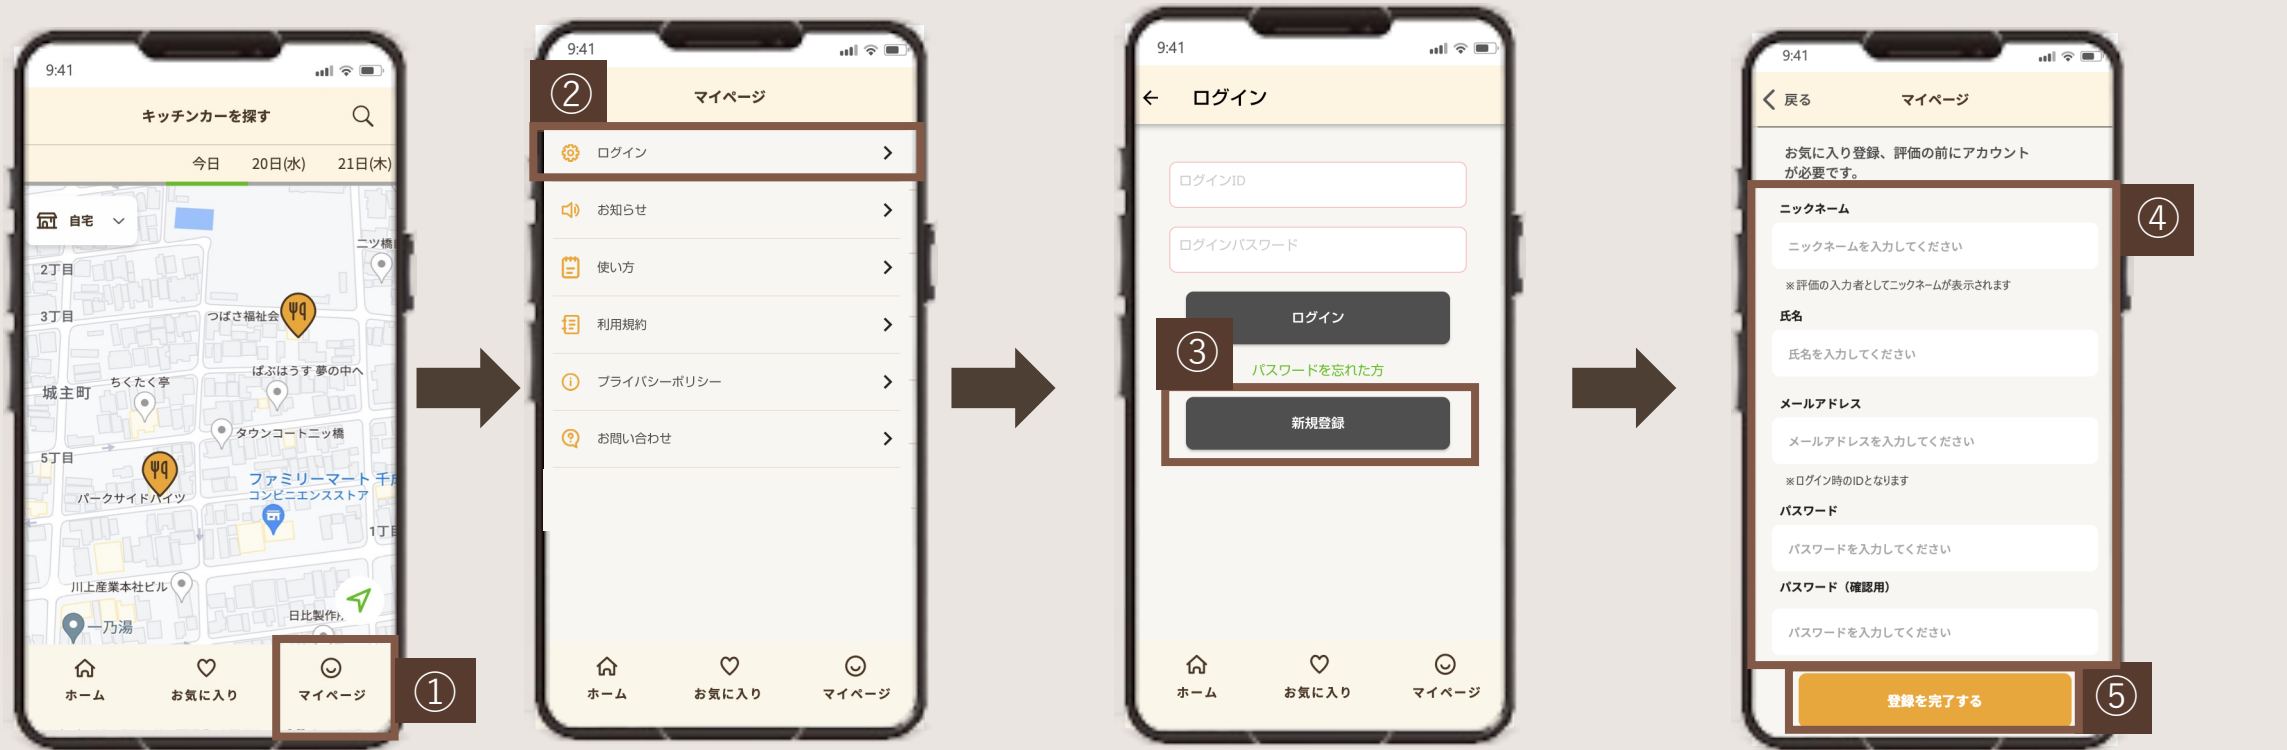 9:41
キッチンカーを探す
今日 20日(水) 21日(木)
自宅
二ツ橋
2丁目
3丁目
つばさ福祉会
ぱぶはうす 夢の中へ
ちくたく亭
城主町
タウンコート二ッ橋
5丁目
ファミリーマート 千成
コンビニエンスストア
パークサイドハイツ
1丁目
川上産業本社ビル
日比製作所
一乃湯
ホーム お気に入り マイページ
①
9:41
②
マイページ
ログイン
お知らせ
使い方
利用規約
プライバシーポリシー
お問い合わせ
ホーム お気に入り マイページ
9:41
ログイン
ログインID
ログインパスワード
ログイン
③
パスワードを忘れた方
新規登録
ホーム お気に入り マイページ
9:41
戻る マイページ
お気に入り登録、評価の前にアカウント
が必要です。
④
ニックネーム
ニックネームを入力してください
※評価の入力者としてニックネームが表示されます
氏名
氏名を入力してください
メールアドレス
メールアドレスを入力してください
※ログイン時のIDとなります
パスワード
パスワードを入力してください
パスワード（確認用）
パスワードを入力してください
登録を完了する
⑤